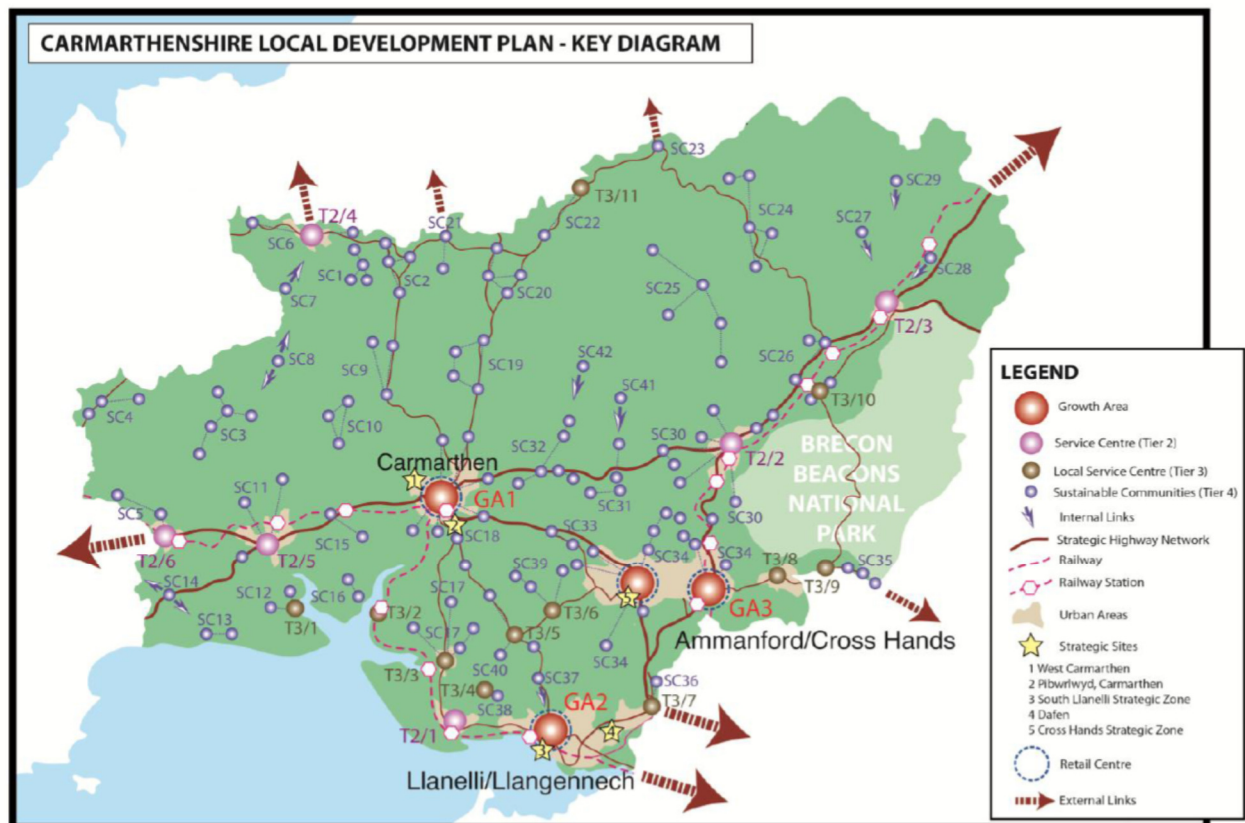 CARMARTHENSHIRE LOCAL DEVELOPMENT PLAN - KEY DIAGRAM
SC23
SC29
T3/11
T2/4
SC21
SC22
SC24
SC27
SC6
SC1
SC2
SC28
SC7
SC20
SC25
T2/3
SC8
SC42
SC26
SC9
SC19
SC41
SC4
T3/10
SC3
SC10
SC32
SC30
T2/2
BRECON
BEACONS
NATIONAL
PARK
Carmarthen
1
GA1
SC11
SC31
SC5
SC30
2
SC18
SC33
T2/6
T2/5
SC15
SC34
SC34
T3/8
SC35
SC14
SC39
T3/9
SC12
SC16
SC17
5
GA3
T3/1
T3/2
T3/6
SC13
SC17
T3/5
Ammanford/Cross Hands
SC34
T3/3
SC40
T3/4
SC37
SC36
SC38
GA2
T3/7
T2/1
4
3
Llanelli/Llangennech
LEGEND
Growth Area
Service Centre (Tier 2)
Local Service Centre (Tier 3)
Sustainable Communities (Tier 4)
Internal Links
Strategic Highway Network
Railway
Railway Station
Urban Areas
Strategic Sites
1 West Carmarthen
2 Pibwrlwyd, Carmarthen
3 South Llanelli Strategic Zone
4 Dafen
5 Cross Hands Strategic Zone
Retail Centre
External Links